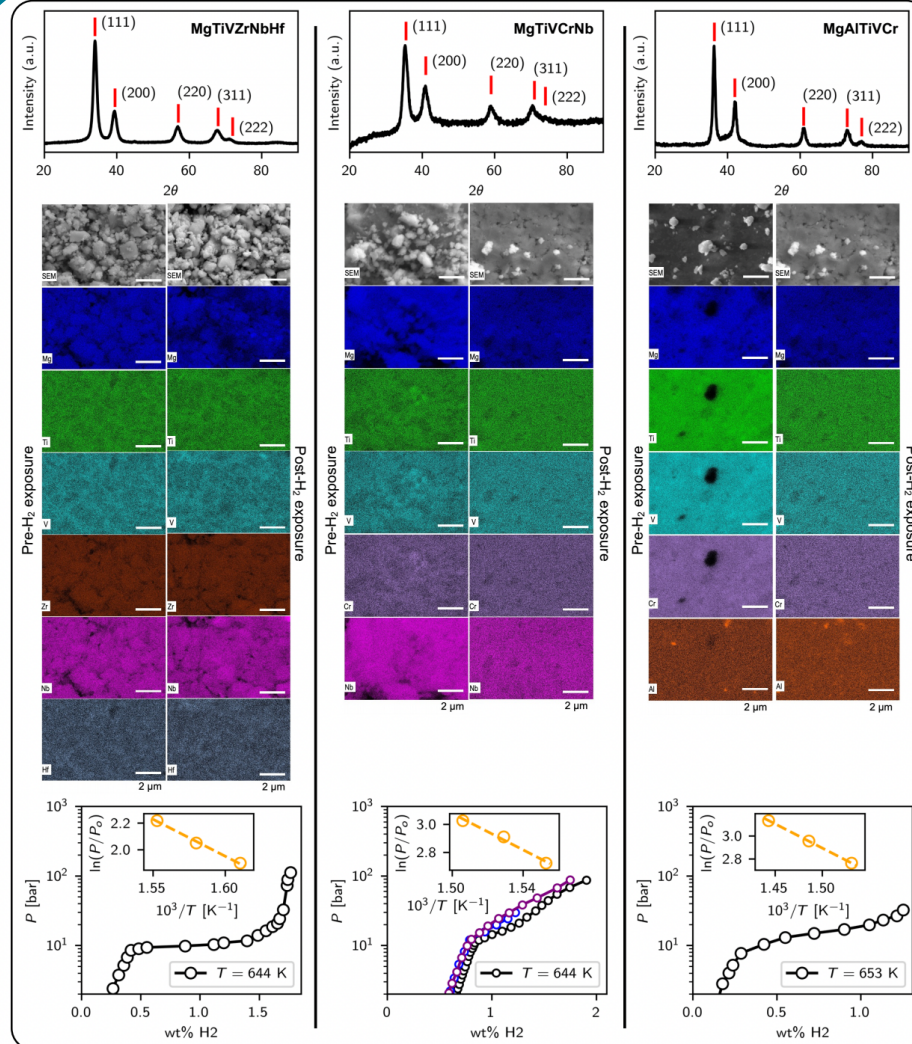 MgTiVZrNbHf
(111)
(200)
(220)
(311)
(222)
Intensity (a.u.)
20 40 60 80
2θ
MgTiVCrNb
(111)
(200)
(220)
(311)
(222)
Intensity (a.u.)
20 40 60 80
2θ
MgAlTiVCr
(111)
(200)
(220)
(311)
(222)
Intensity (a.u.)
20 40 60 80
2θ
Pre-H₂ exposure
SEM SEM
Mg Mg
Ti Ti
V V
Zr Zr
Nb Nb
Hf Hf
2 μm 2 μm
Post-H₂ exposure
Pre-H₂ exposure
SEM SEM
Mg Mg
Ti Ti
V V
Cr Cr
Nb Nb
2 μm 2 μm
Post-H₂ exposure
Pre-H₂ exposure
SEM SEM
Mg Mg
Ti Ti
V V
Cr Cr
Al Al
2 μm 2 μm
Post-H₂ exposure
P [bar]
10³
10²
10¹
ln(P/P₀)
2.2
2.0
1.55 1.60
10³/T [K⁻¹]
T = 644 K
0.0 0.5 1.0 1.5
wt% H2
P [bar]
10³
10²
10¹
ln(P/P₀)
3.0
2.8
1.50 1.54
10³/T [K⁻¹]
T = 644 K
0 1 2
wt% H2
P [bar]
10³
10²
10¹
ln(P/P₀)
3.0
2.8
1.45 1.50
10³/T [K⁻¹]
T = 653 K
0.0 0.5 1.0
wt% H2